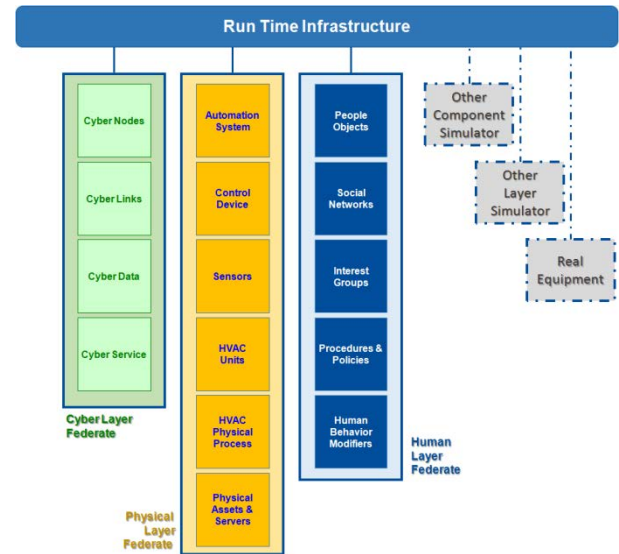 Run Time Infrastructure
Cyber Nodes
Cyber Links
Cyber Data
Cyber Service
Cyber Layer
Federate
Automation
System
Control
Device
Sensors
HVAC
Units
HVAC
Physical
Process
Physical
Assets &
Servers
Physical
Layer
Federate
People
Objects
Social
Networks
Interest
Groups
Procedures &
Policies
Human
Behavior
Modifiers
Human
Layer
Federate
Other
Component
Simulator
Other
Layer
Simulator
Real
Equipment